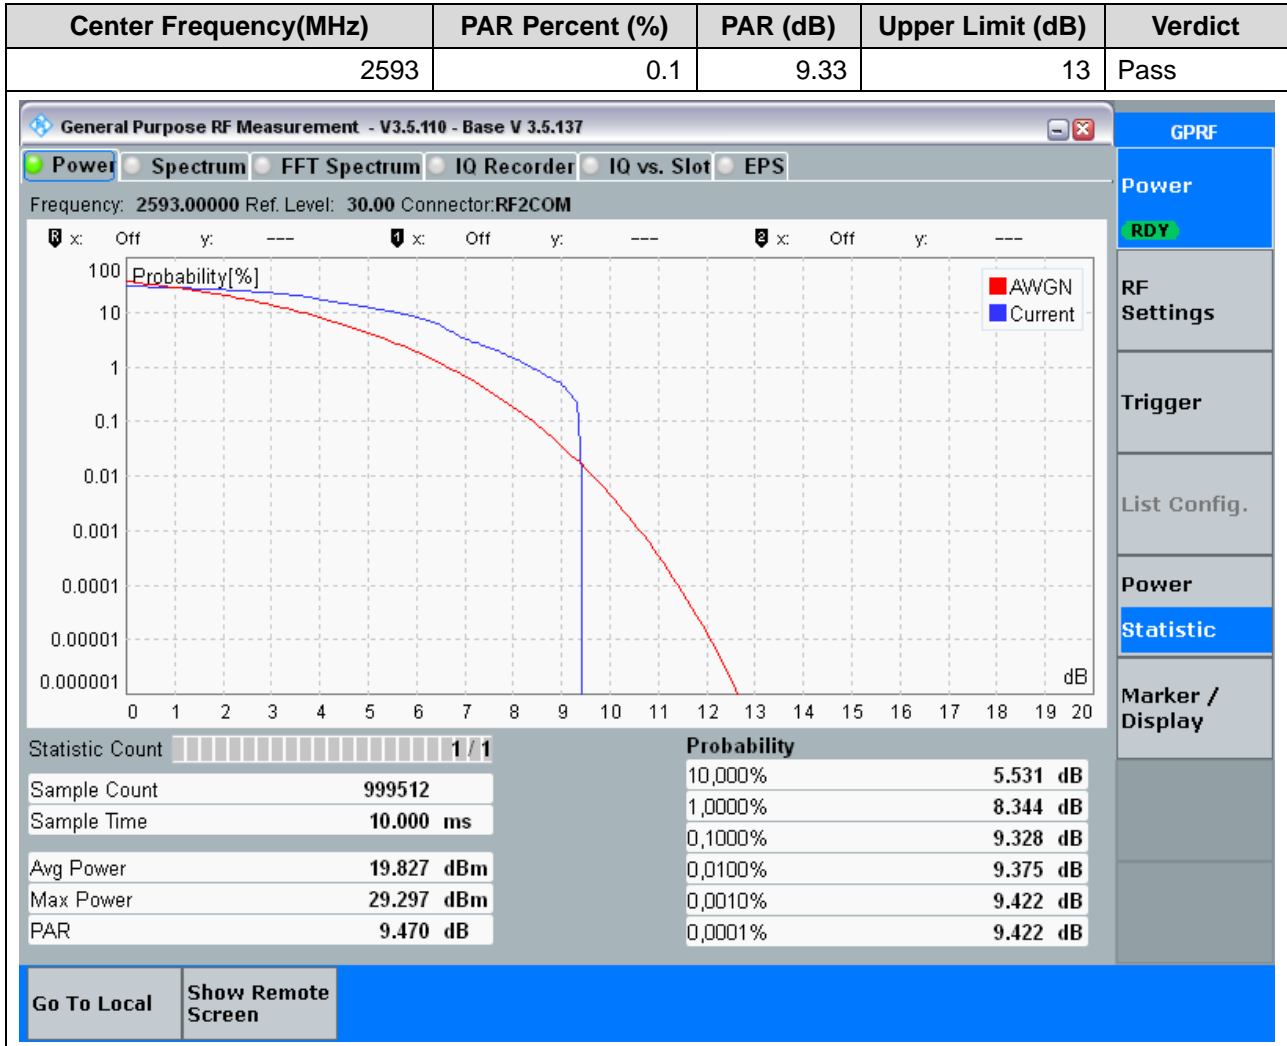 Center Frequency(MHz) PAR Percent (%) PAR (dB) Upper Limit (dB) Verdict
2593 0.1 9.33 13 Pass
General Purpose RF Measurement - V3.5.110 - Base V 3.5.137
GPRF
Power Spectrum FFT Spectrum IQ Recorder IQ vs. Slot EPS
Frequency: 2593.00000 Ref. Level: 30.00 Connector:RF2COM
R x: Off y: --- 1 x: Off y: --- 2 x: Off y: ---
Probability[%]
AWGN
Current
100
10
1
0.1
0.01
0.001
0.0001
0.00001
0.000001
dB
0 1 2 3 4 5 6 7 8 9 10 11 12 13 14 15 16 17 18 19 20
Statistic Count 1 / 1
Sample Count 999512
Sample Time 10.000 ms
Avg Power 19.827 dBm
Max Power 29.297 dBm
PAR 9.470 dB
Probability
10,000% 5.531 dB
1,0000% 8.344 dB
0,1000% 9.328 dB
0,0100% 9.375 dB
0,0010% 9.422 dB
0,0001% 9.422 dB
Power
RDY
RF
Settings
Trigger
List Config.
Power
Statistic
Marker /
Display
Go To Local
Show Remote
Screen